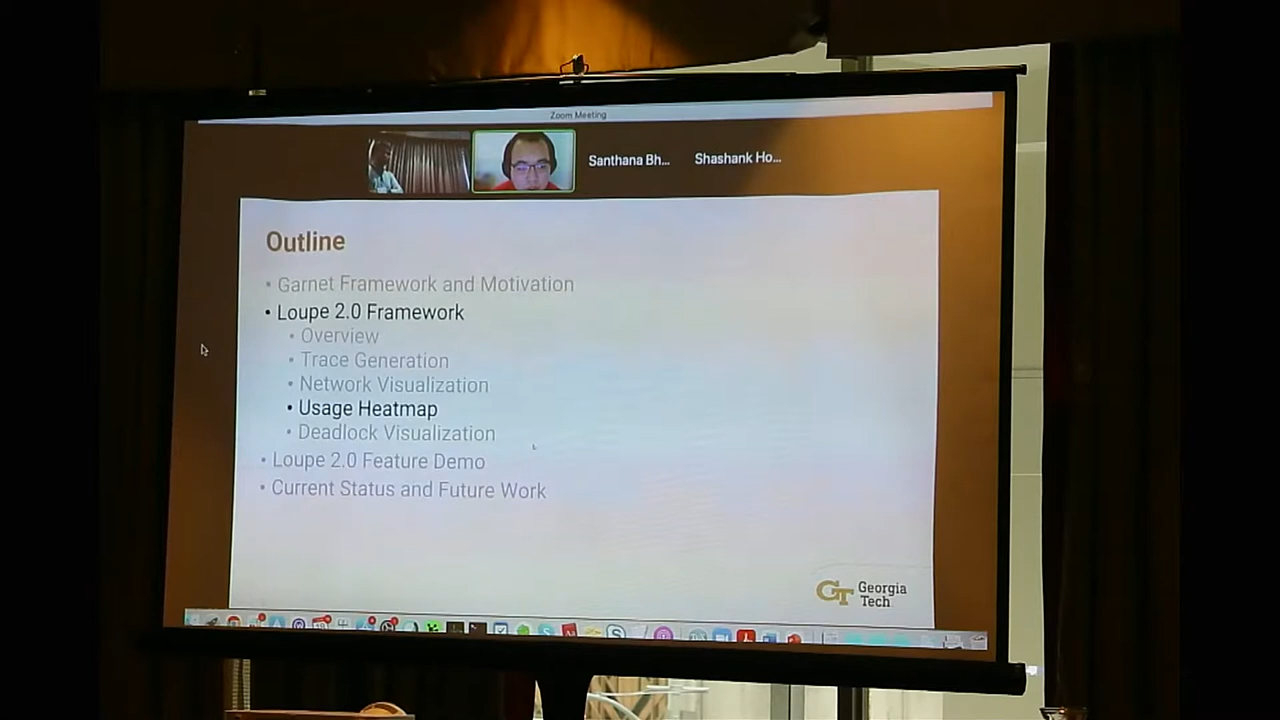 Zoom Meeting
Santhana Bh...
Shashank Ho...
Outline
• Garnet Framework and Motivation
• Loupe 2.0 Framework
• Overview
• Trace Generation
• Network Visualization
• Usage Heatmap
• Deadlock Visualization
• Loupe 2.0 Feature Demo
• Current Status and Future Work
GT Georgia
Tech